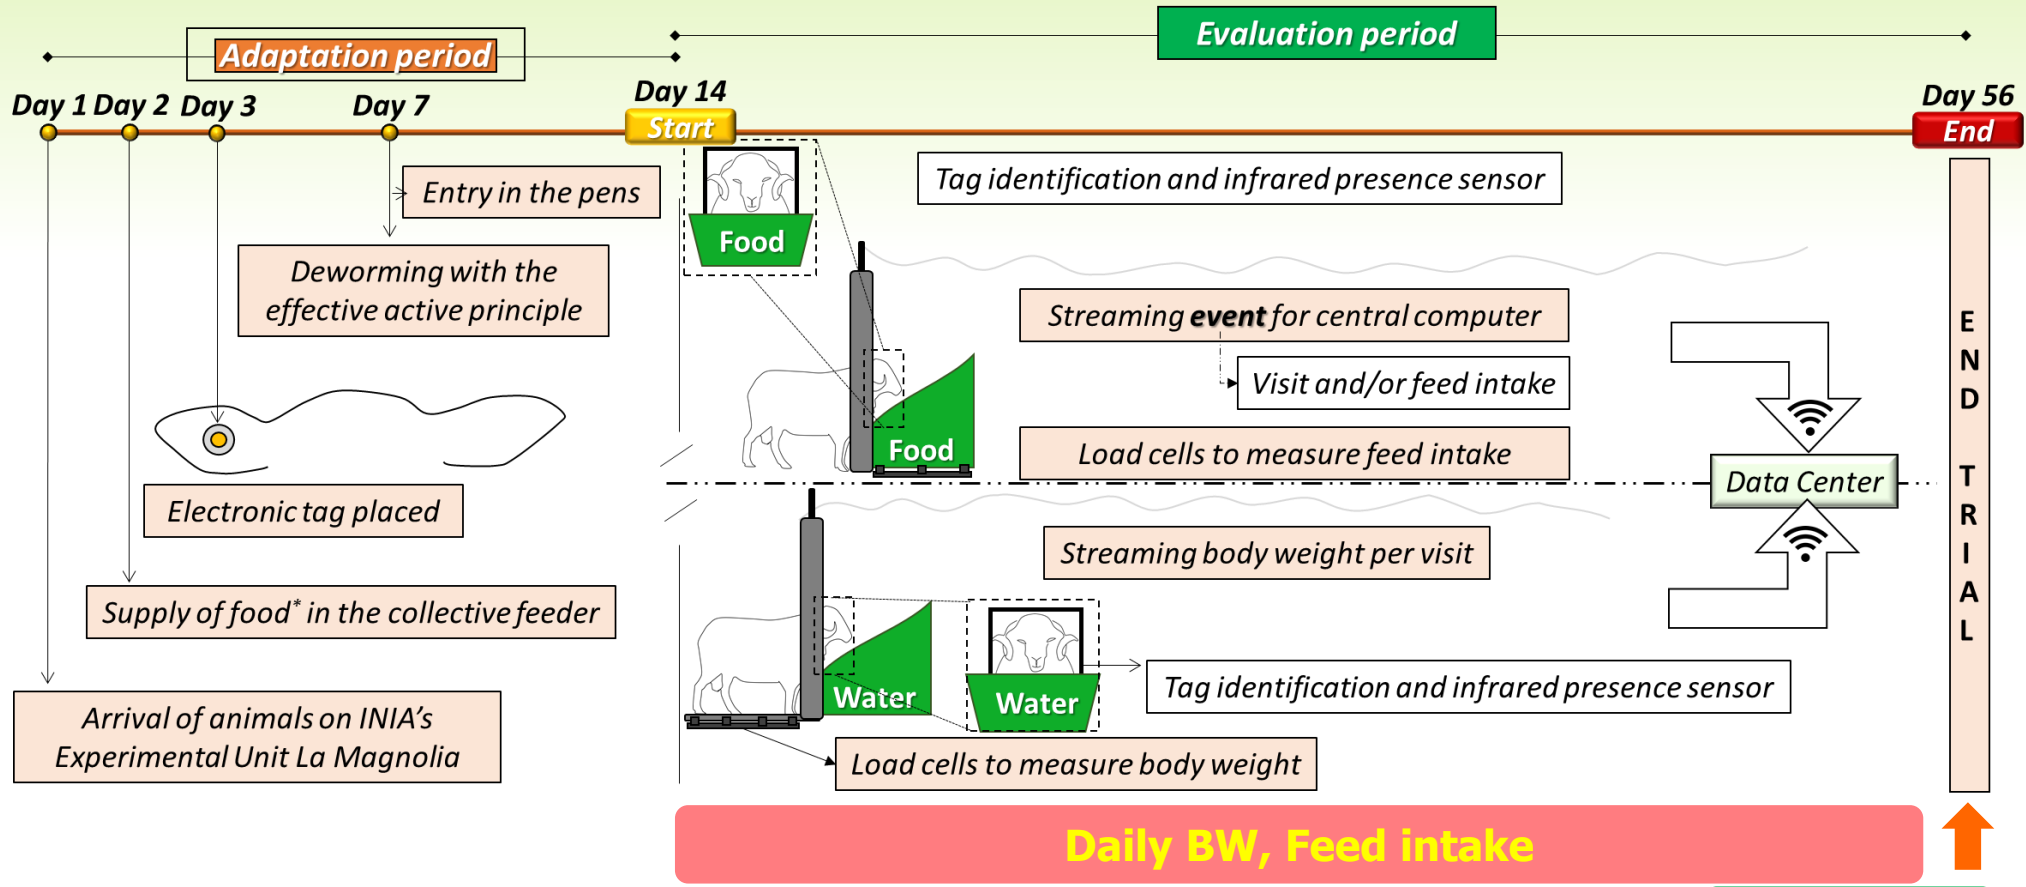 Adaptation period
Evaluation period
Day 1
Day 2
Day 3
Day 7
Day 14
Start
Day 56
End
Entry in the pens
Deworming with the
effective active principle
Electronic tag placed
Supply of food* in the collective feeder
Arrival of animals on INIA's
Experimental Unit La Magnolia
Food
Tag identification and infrared presence sensor
Streaming event for central computer
Visit and/or feed intake
Load cells to measure feed intake
Food
Data Center
Streaming body weight per visit
Water
Water
Tag identification and infrared presence sensor
Load cells to measure body weight
END TRIAL
Daily BW, Feed intake